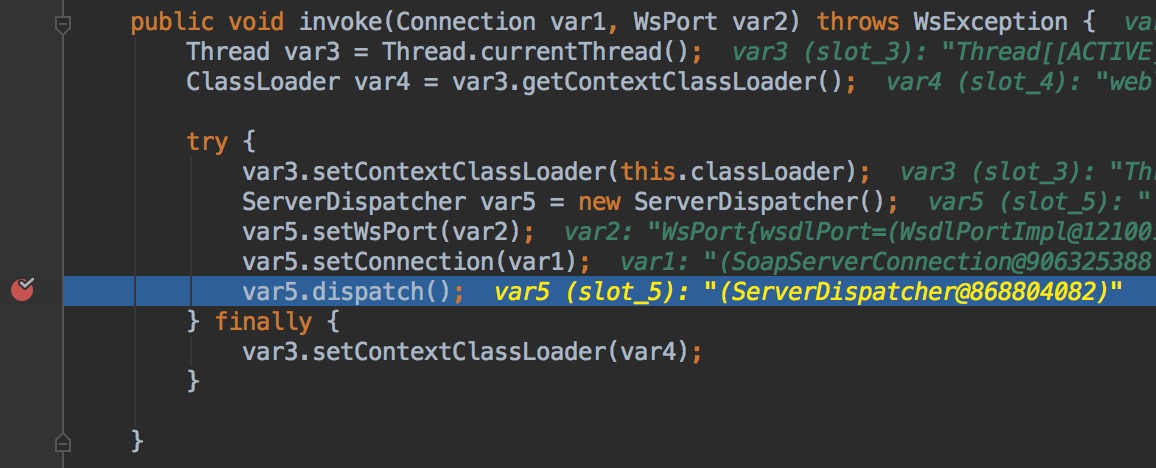 public void invoke(Connection var1, WsPort var2) throws WsException {  var
Thread var3 = Thread.currentThread();  var3 (slot_3): "Thread[[ACTIVE]
ClassLoader var4 = var3.getContextClassLoader();  var4 (slot_4): "web
try {
var3.setContextClassLoader(this.classLoader);  var3 (slot_3): "Thr
ServerDispatcher var5 = new ServerDispatcher();  var5 (slot_5): "
var5.setWsPort(var2);  var2: "WsPort{wsdlPort=(WsdlPortImpl@121001
var5.setConnection(var1);  var1: "(SoapServerConnection@906325388
var5.dispatch();  var5 (slot_5): "(ServerDispatcher@868804082)"
} finally {
var3.setContextClassLoader(var4);
}
}